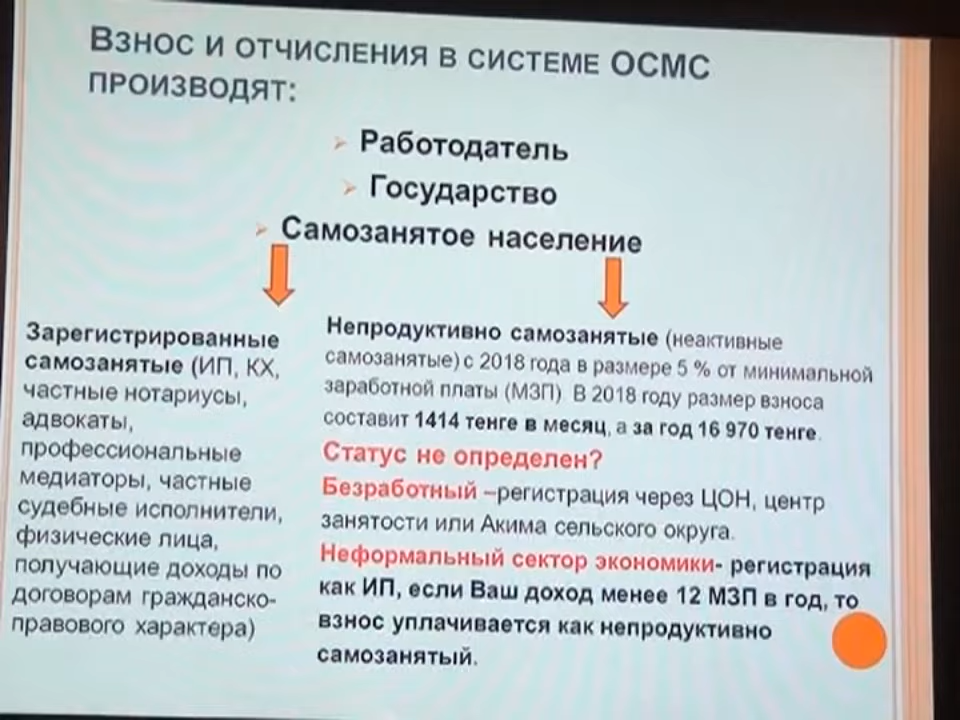 Взнос и отчисления в системе ОСМС
производят:
Работодатель
Государство
Самозанятое население
Зарегистрированные
самозанятые (ИП, КХ,
частные нотариусы,
адвокаты,
профессиональные
медиаторы, частные
судебные исполнители,
физические лица,
получающие доходы по
договорам гражданско-
правового характера)
Непродуктивно самозанятые (неактивные
самозанятые) с 2018 года в размере 5 % от минимальной
заработной платы (МЗП). В 2018 году размер взноса
составит 1414 тенге в месяц, а за год 16 970 тенге.
Статус не определен?
Безработный –регистрация через ЦОН, центр
занятости или Акима сельского округа.
Неформальный сектор экономики- регистрация
как ИП, если Ваш доход менее 12 МЗП в год, то
взнос уплачивается как непродуктивно
самозанятый.